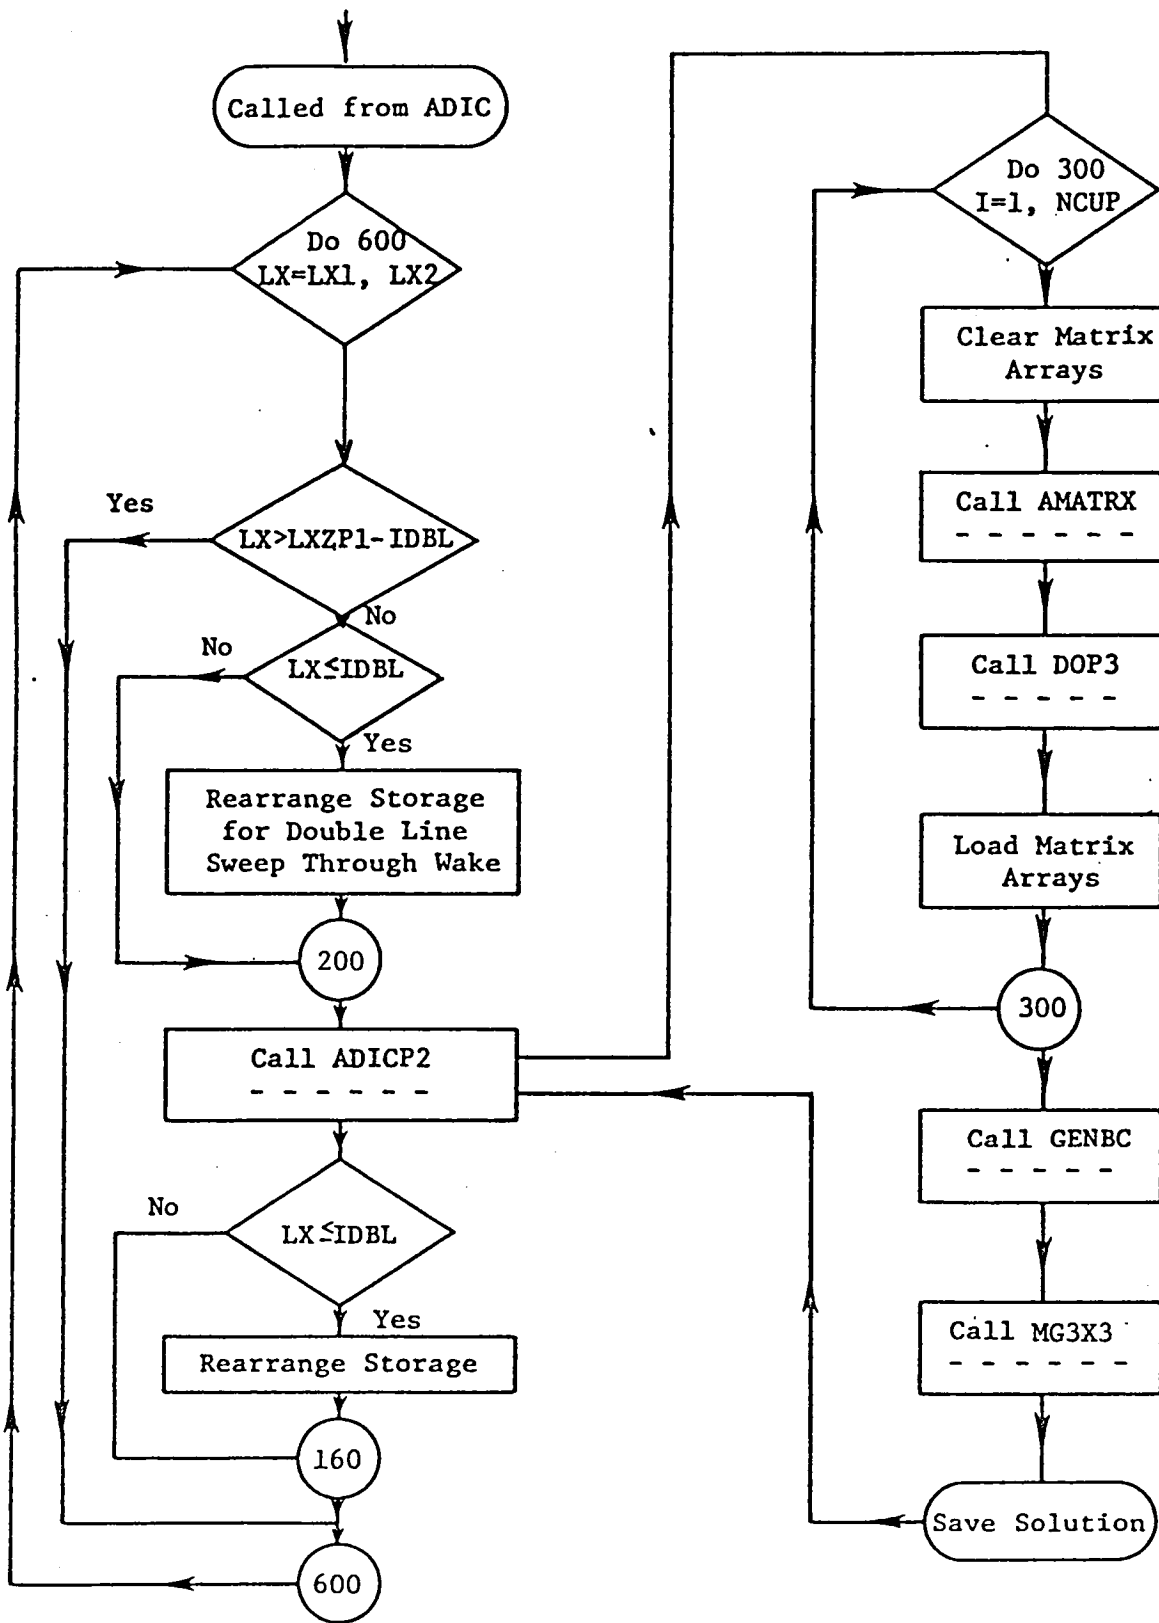 Called from ADIC
Do 600
LX=LX1, LX2
Yes
LX>LXZP1-IDBL
No
No
LX≤IDBL
Yes
Rearrange Storage
for Double Line
Sweep Through Wake
200
Call ADICP2
- - - - - -
No
LX≤IDBL
Yes
Rearrange Storage
160
600
Do 300
I=1, NCUP
Clear Matrix
Arrays
Call AMATRX
- - - - - -
Call DOP3
- - - - -
Load Matrix
Arrays
300
Call GENBC
- - - - -
Call MG3X3
- - - - - -
Save Solution